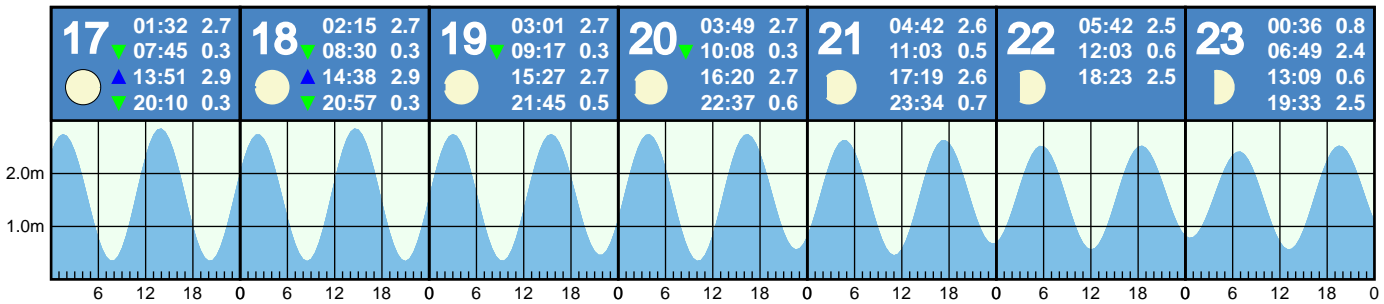 17 01:32 2.7
▼ 07:45 0.3
▲ 13:51 2.9
▼ 20:10 0.3
18 02:15 2.7
▼ 08:30 0.3
▲ 14:38 2.9
▼ 20:57 0.3
19 03:01 2.7
▼ 09:17 0.3
15:27 2.7
21:45 0.5
20 03:49 2.7
▼ 10:08 0.3
16:20 2.7
22:37 0.6
21 04:42 2.6
11:03 0.5
17:19 2.6
23:34 0.7
22 05:42 2.5
12:03 0.6
18:23 2.5
23 00:36 0.8
06:49 2.4
13:09 0.6
19:33 2.5
2.0m
1.0m
6 12 18 0 6 12 18 0 6 12 18 0 6 12 18 0 6 12 18 0 6 12 18 0 6 12 18 0